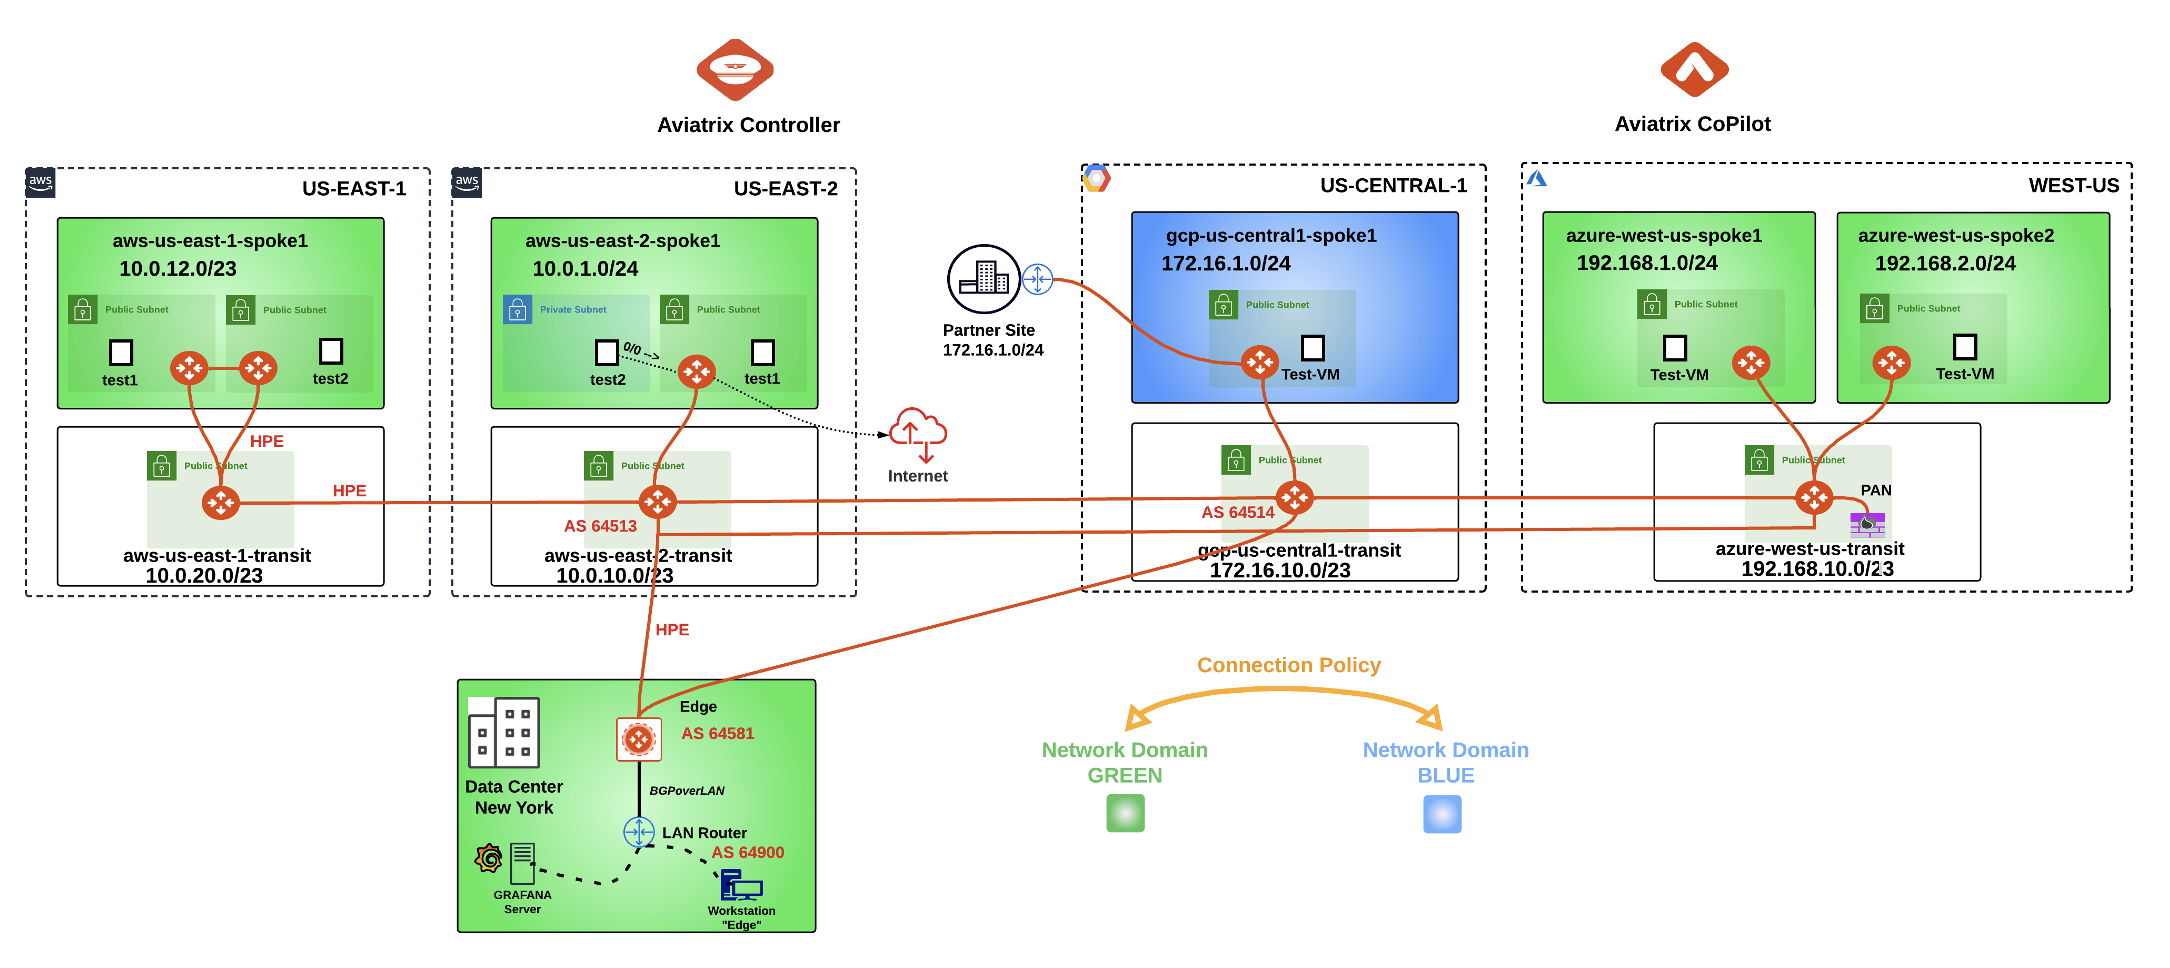 Aviatrix Controller
Aviatrix CoPilot
aws
US-EAST-1
aws-us-east-1-spoke1
10.0.12.0/23
Public Subnet
Public Subnet
test1
test2
HPE
HPE
Public Subnet
aws-us-east-1-transit
10.0.20.0/23
aws
US-EAST-2
aws-us-east-2-spoke1
10.0.1.0/24
Private Subnet
Public Subnet
0/0 -->
test2
test1
Internet
Public Subnet
AS 64513
aws-us-east-2-transit
10.0.10.0/23
HPE
Partner Site
172.16.1.0/24
US-CENTRAL-1
gcp-us-central1-spoke1
172.16.1.0/24
Public Subnet
Test-VM
Public Subnet
AS 64514
gcp-us-central1-transit
172.16.10.0/23
WEST-US
azure-west-us-spoke1
192.168.1.0/24
Public Subnet
Test-VM
azure-west-us-spoke2
192.168.2.0/24
Public Subnet
Test-VM
Public Subnet
PAN
azure-west-us-transit
192.168.10.0/23
Edge
AS 64581
Data Center
New York
BGPoverLAN
LAN Router
AS 64900
GRAFANA
Server
Workstation
"Edge"
Connection Policy
Network Domain
GREEN
Network Domain
BLUE